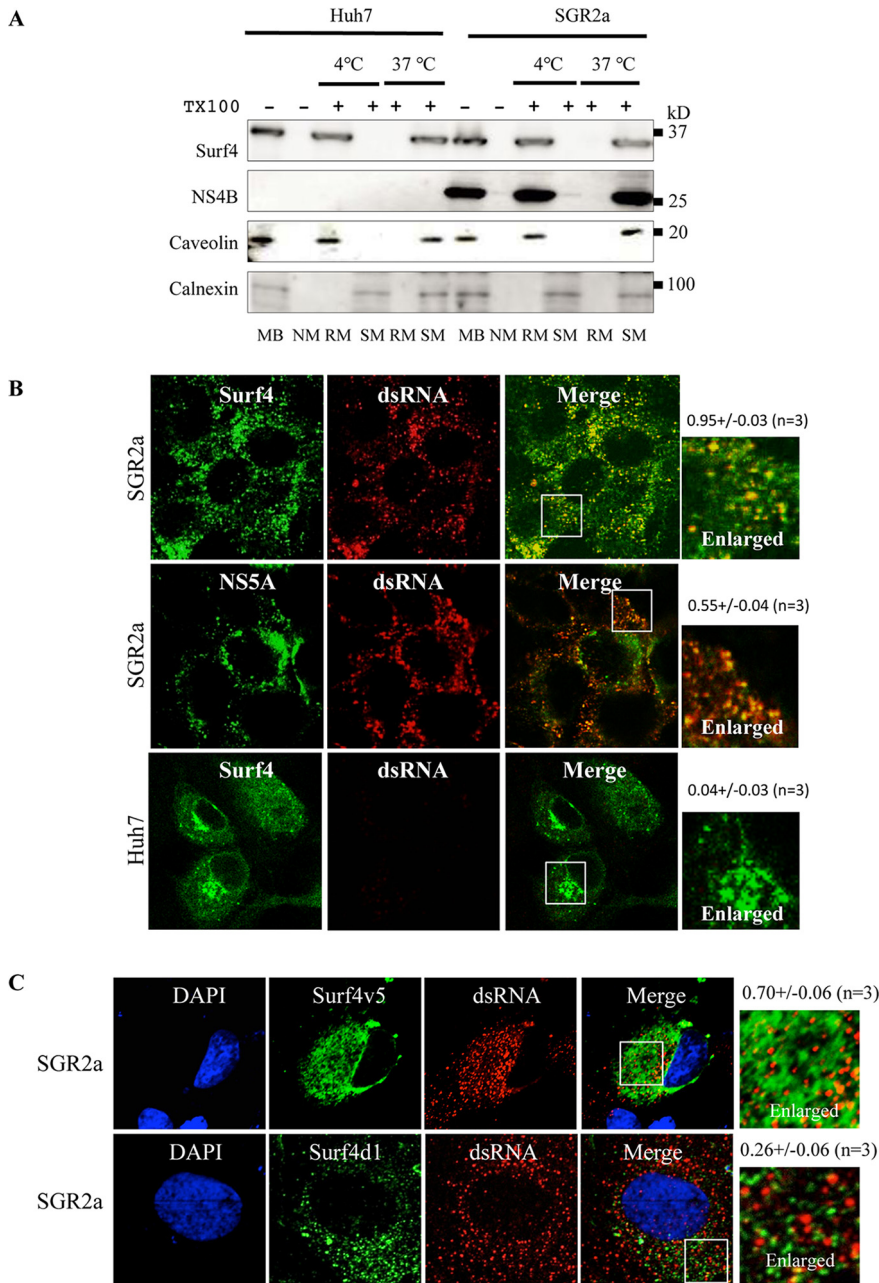 A
Huh7 SGR2a
4°C 37 °C 4°C 37 °C
TX100 - - + + + + - - + + + + kD
Surf4 37
NS4B 25
Caveolin 20
Calnexin 100
MB NM RM SM RM SM MB NM RM SM RM SM
B
SGR2a Surf4 dsRNA Merge 0.95+/-0.03 (n=3)
Enlarged
SGR2a NS5A dsRNA Merge 0.55+/-0.04 (n=3)
Enlarged
Huh7 Surf4 dsRNA Merge 0.04+/-0.03 (n=3)
Enlarged
C
DAPI Surf4v5 dsRNA Merge 0.70+/-0.06 (n=3)
SGR2a
Enlarged
DAPI Surf4d1 dsRNA Merge 0.26+/-0.06 (n=3)
SGR2a
Enlarged